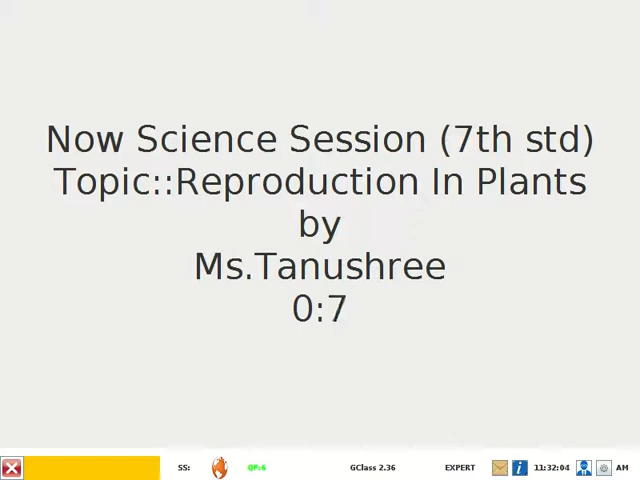 Now Science Session (7th std)
Topic::Reproduction In Plants
by
Ms.Tanushree
0:7
SS: QF:6 GClass 2.36 EXPERT 11:32:04 AM